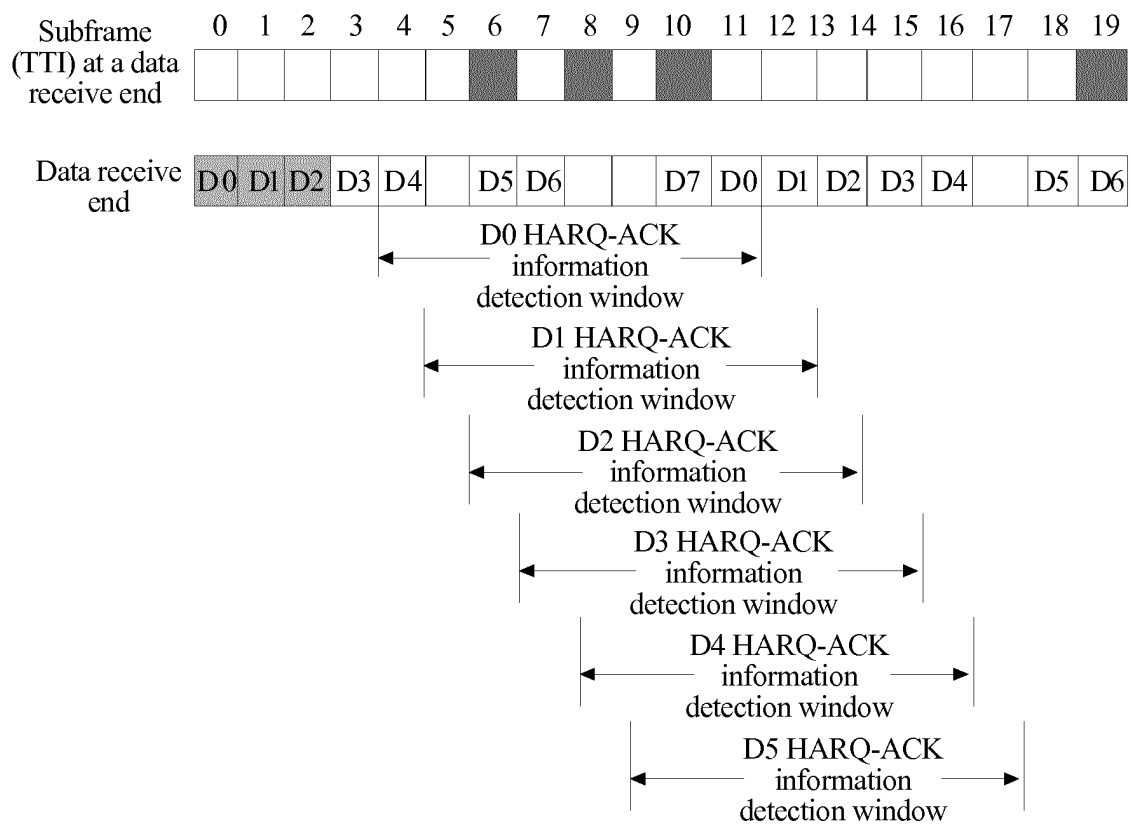 0 1 2 3 4 5 6 7 8 9 10 11 12 13 14 15 16 17 18 19
Subframe
(TTI) at a data
receive end
Data receive
end
D0 D1 D2 D3 D4 D5 D6 D7 D0 D1 D2 D3 D4 D5 D6
D0 HARQ-ACK
information
detection window
D1 HARQ-ACK
information
detection window
D2 HARQ-ACK
information
detection window
D3 HARQ-ACK
information
detection window
D4 HARQ-ACK
information
detection window
D5 HARQ-ACK
information
detection window